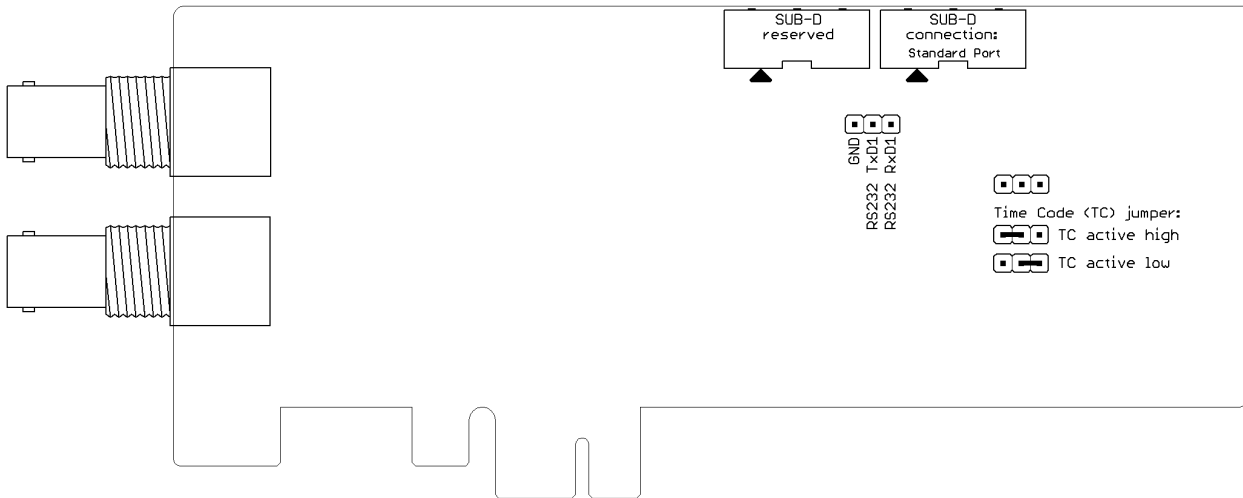 SUB-D
reserved
SUB-D
connection:
Standard Port
GND
RS232 TxD1
RS232 RxD1
Time Code (TC) jumper:
TC active high
TC active low